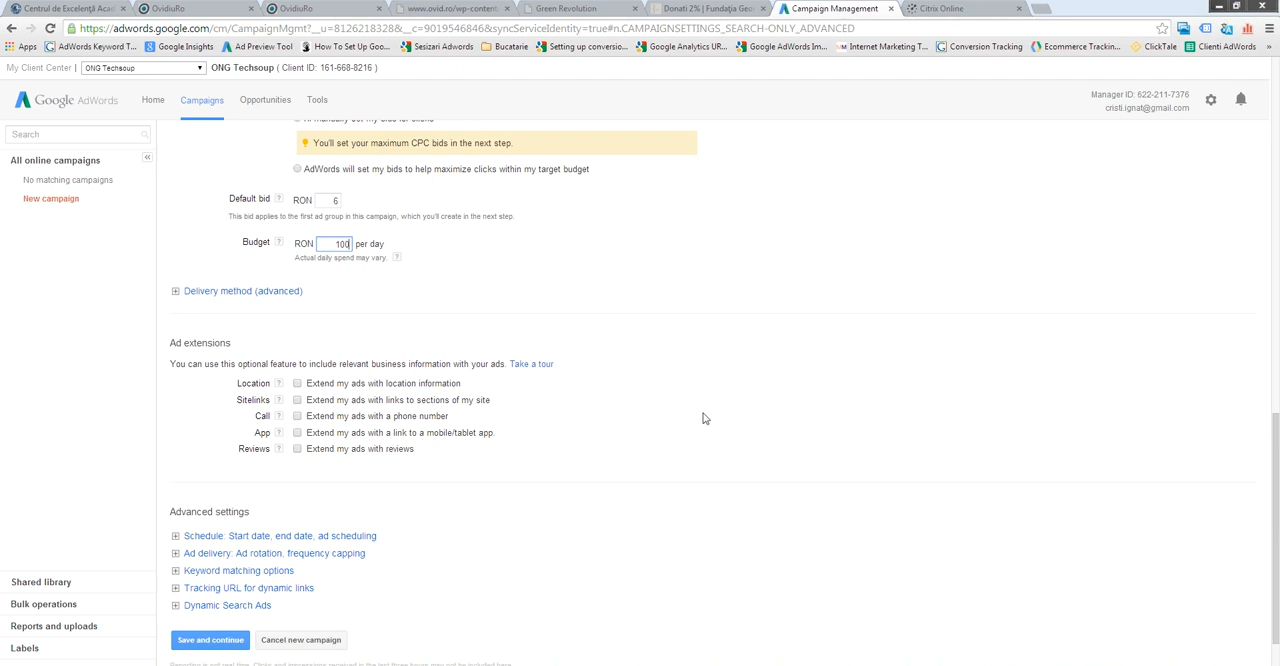 Centrul de Excelență Acade
OvidiuRo
OvidiuRo
www.ovid.ro/wp-content
Green Revolution
Donati 2% | Fundaţia Geor
Campaign Management
Citrix Online
https://adwords.google.com/cm/CampaignMgmt?__u=8126218328&__c=9019546846&syncServiceIdentity=true#n.CAMPAIGNSETTINGS_SEARCH-ONLY_ADVANCED
Apps
AdWords Keyword T...
Google Insights
Ad Preview Tool
How To Set Up Goo...
Sesizari Adwords
Bucatarie
Setting up conversio...
Google Analytics UR...
Google AdWords Im...
Internet Marketing T...
Conversion Tracking
Ecommerce Trackin...
ClickTale
Clienti AdWords
»
My Client Center | ONG Techsoup ONG Techsoup ( Client ID: 161-668-8216 )
Google AdWords
Home Campaigns Opportunities Tools
Manager ID: 622-211-7376
cristi.ignat@gmail.com
Search
All online campaigns
No matching campaigns
New campaign
You'll set your maximum CPC bids in the next step.
AdWords will set my bids to help maximize clicks within my target budget
Default bid ? RON 6
This bid applies to the first ad group in this campaign, which you'll create in the next step.
Budget ? RON 100 per day
Actual daily spend may vary. ?
Delivery method (advanced)
Ad extensions
You can use this optional feature to include relevant business information with your ads. Take a tour
Location ? Extend my ads with location information
Sitelinks ? Extend my ads with links to sections of my site
Call ? Extend my ads with a phone number
App ? Extend my ads with a link to a mobile/tablet app.
Reviews ? Extend my ads with reviews
Advanced settings
Schedule: Start date, end date, ad scheduling
Ad delivery: Ad rotation, frequency capping
Keyword matching options
Tracking URL for dynamic links
Dynamic Search Ads
Save and continue Cancel new campaign
Shared library
Bulk operations
Reports and uploads
Labels